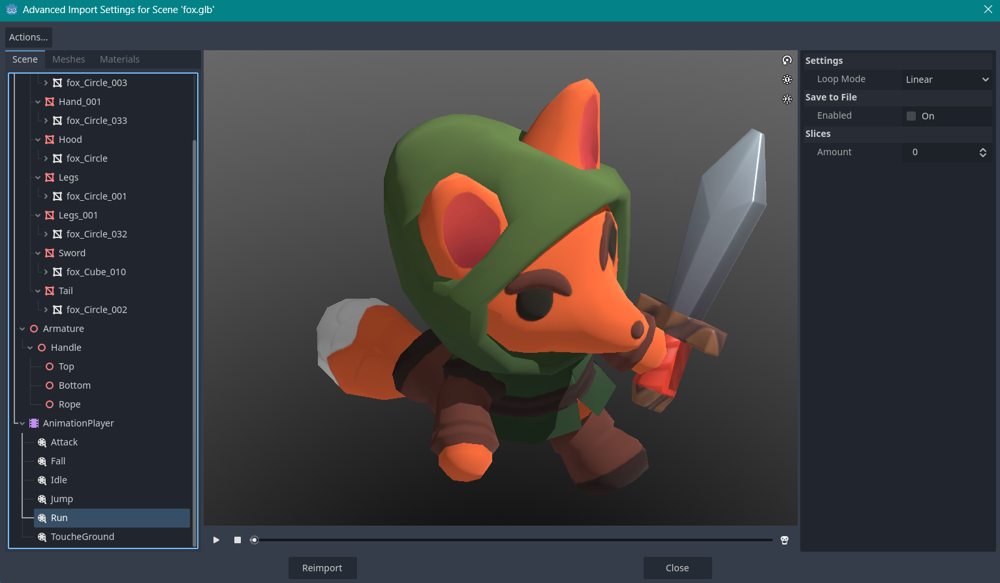 Advanced Import Settings for Scene 'fox.glb'
Actions...
Scene Meshes Materials
fox_Circle_003
Hand_001
fox_Circle_033
Hood
fox_Circle
Legs
fox_Circle_001
Legs_001
fox_Circle_032
Sword
fox_Cube_010
Tail
fox_Circle_002
Armature
Handle
Top
Bottom
Rope
AnimationPlayer
Attack
Fall
Idle
Jump
Run
ToucheGround
1
2
Settings
Loop Mode Linear
Save to File
Enabled On
Slices
Amount 0
Reimport Close